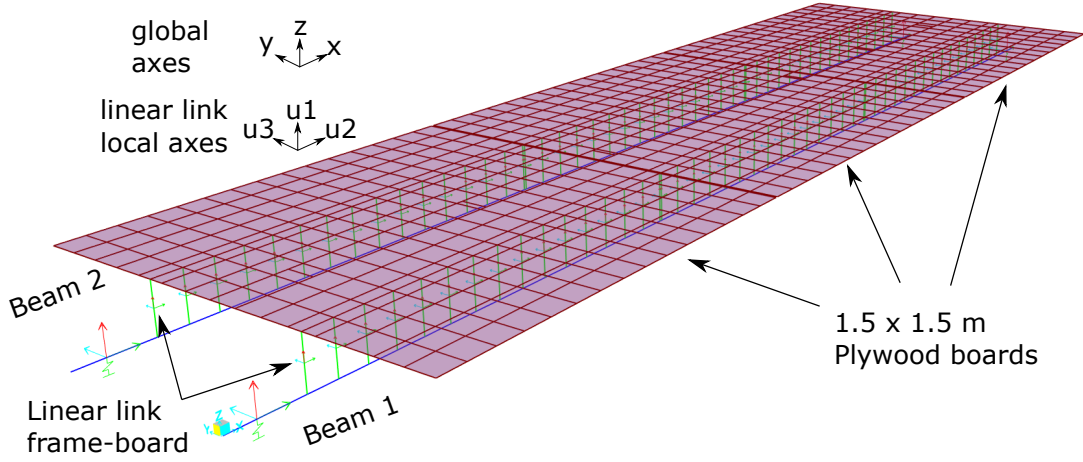 global
axes
z
y
x
linear link
local axes
u1
u3
u2
Beam 2
Linear link
frame-board
Beam 1
1.5 x 1.5 m
Plywood boards
Z
Y
X